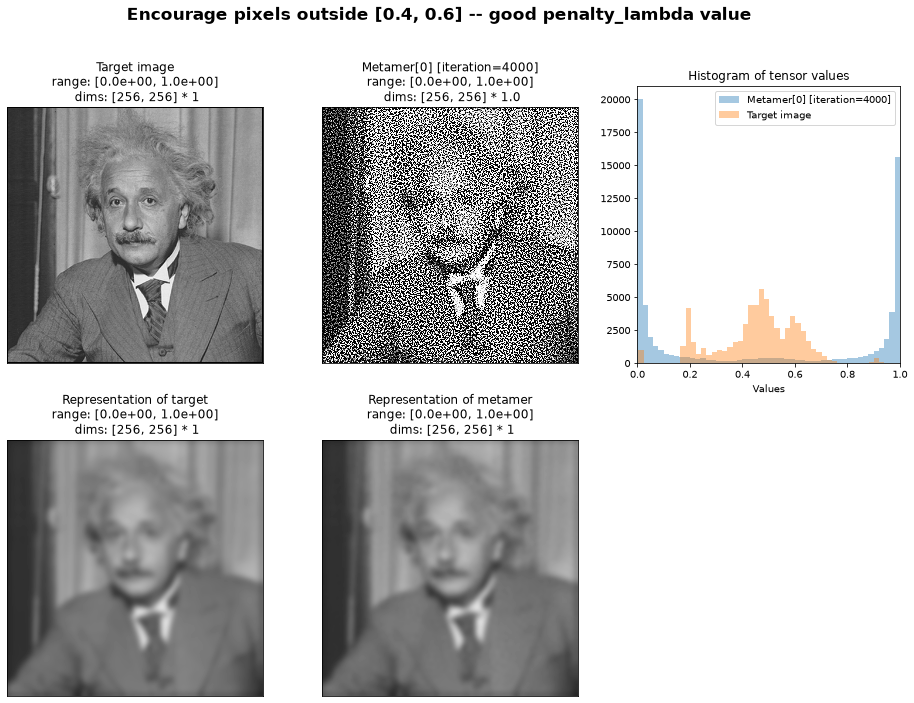 Encourage pixels outside [0.4, 0.6] -- good penalty_lambda value
Target image
range: [0.0e+00, 1.0e+00]
dims: [256, 256] * 1
Metamer[0] [iteration=4000]
range: [0.0e+00, 1.0e+00]
dims: [256, 256] * 1.0
Histogram of tensor values
20000
17500
15000
12500
10000
7500
5000
2500
0
Metamer[0] [iteration=4000]
Target image
0.0 0.2 0.4 0.6 0.8 1.0
Values
Representation of target
range: [0.0e+00, 1.0e+00]
dims: [256, 256] * 1
Representation of metamer
range: [0.0e+00, 1.0e+00]
dims: [256, 256] * 1